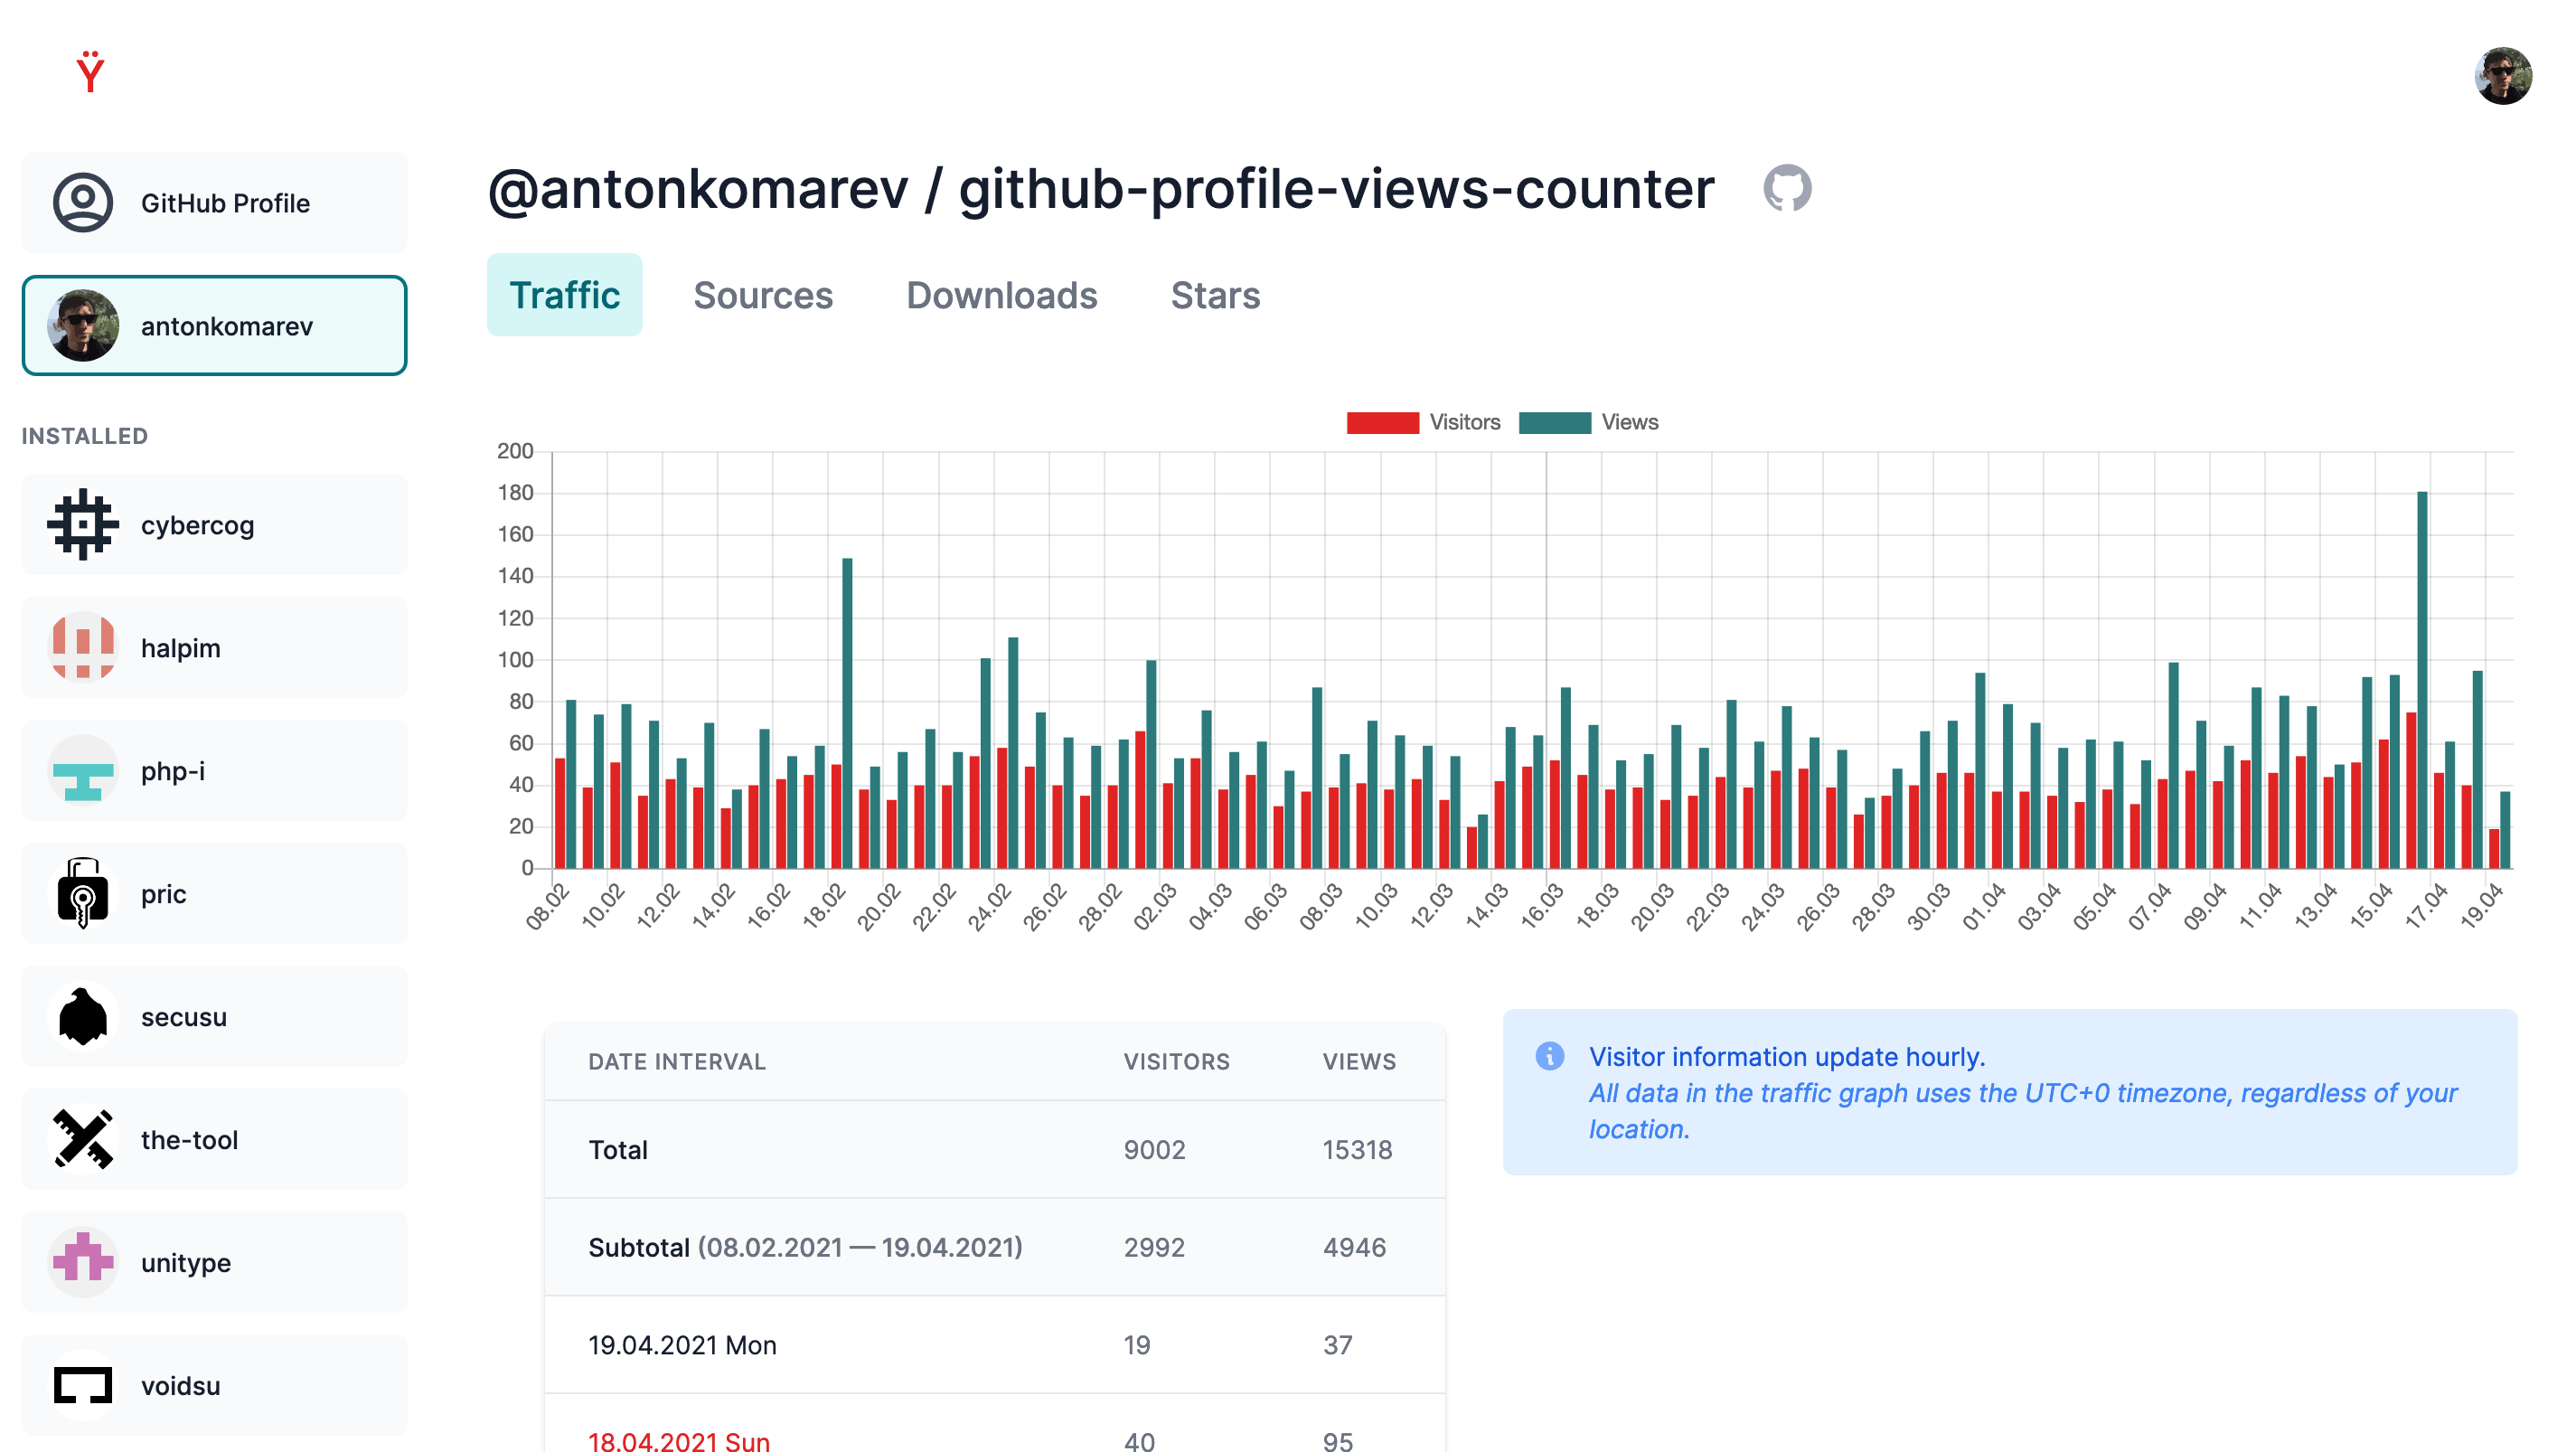 Ÿ
GitHub Profile
antonkomarev
INSTALLED
cybercog
halpim
php-i
pric
secusu
the-tool
unitype
voidsu
@antonkomarev / github-profile-views-counter
Traffic Sources Downloads Stars
Visitors Views
200
180
160
140
120
100
80
60
40
20
0
08.02 10.02 12.02 14.02 16.02 18.02 20.02 22.02 24.02 26.02 28.02 02.03 04.03 06.03 08.03 10.03 12.03 14.03 16.03 18.03 20.03 22.03 24.03 26.03 28.03 30.03 01.04 03.04 05.04 07.04 09.04 11.04 13.04 15.04 17.04 19.04
DATE INTERVAL VISITORS VIEWS
Total 9002 15318
Subtotal (08.02.2021 — 19.04.2021) 2992 4946
19.04.2021 Mon 19 37
18.04.2021 Sun 40 95
Visitor information update hourly.
All data in the traffic graph uses the UTC+0 timezone, regardless of your
location.